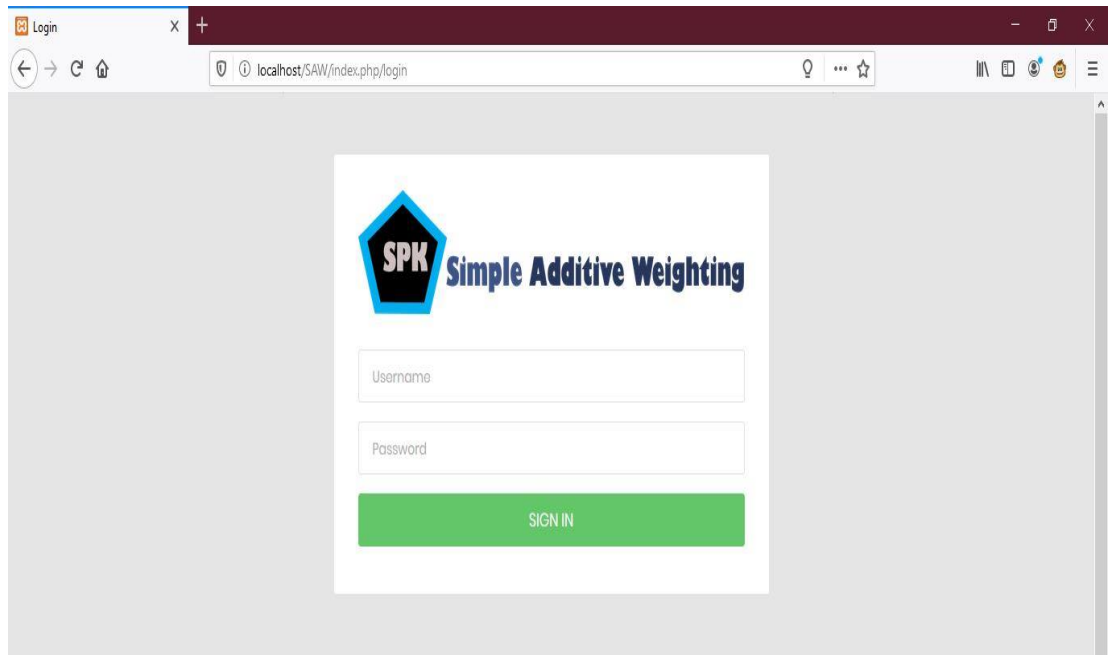 Login
localhost/SAW/index.php/login
SPK
Simple Additive Weighting
Username
Password
SIGN IN